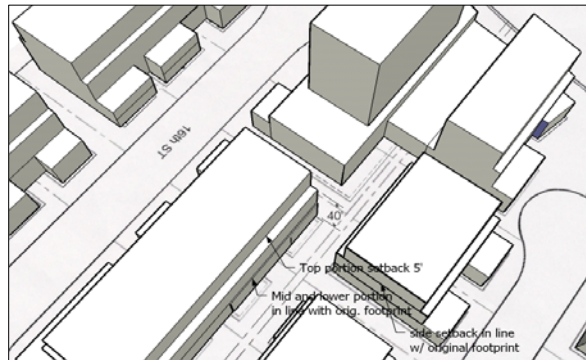 16th ST
40'
Top portion setback 5'
Mid and lower portion
in line with orig. footprint
side setback in line
w/ original footprint